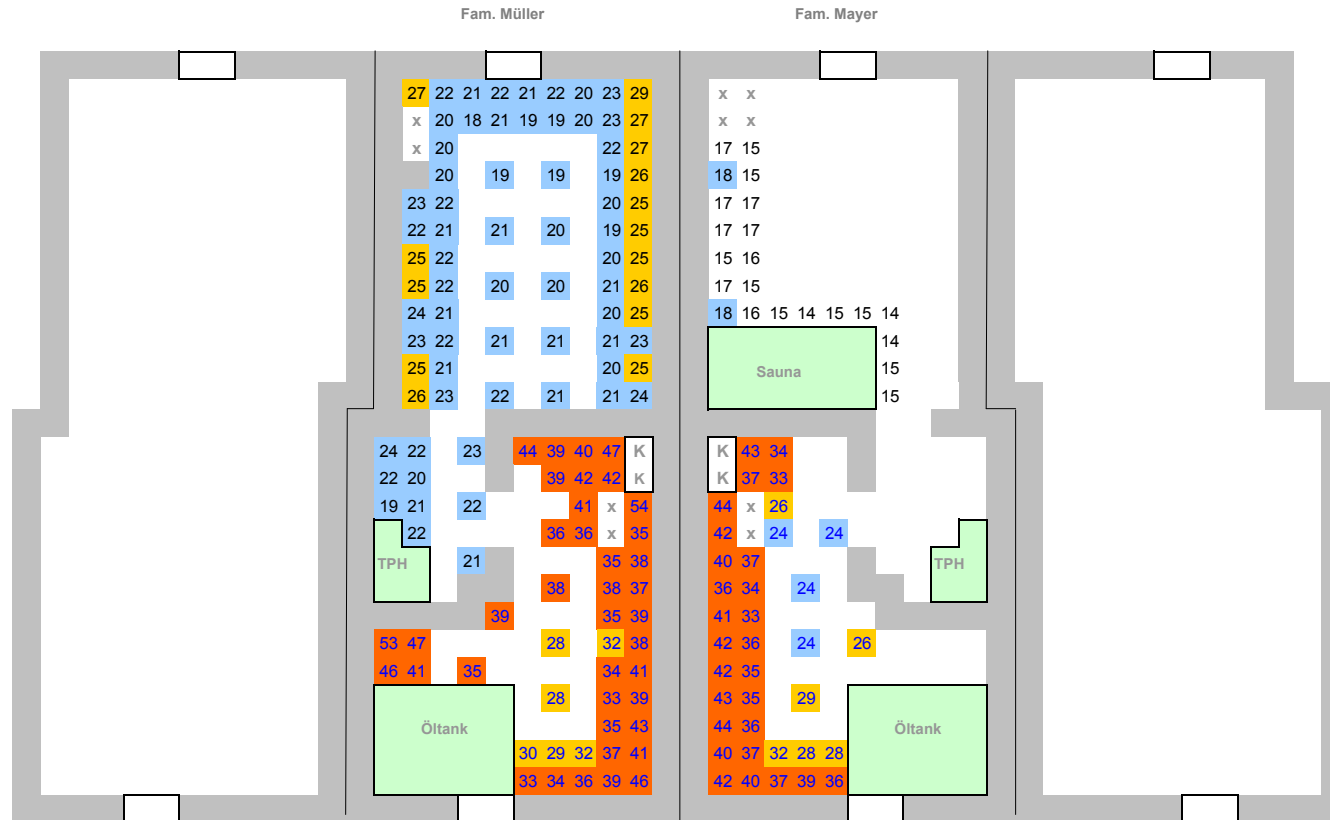 Fam. Müller Fam. Mayer
27 22 21 22 21 22 20 23 29 x x
x 20 18 21 19 19 20 23 27 x x
x 20 22 27 17 15
20 19 19 19 26 18 15
23 22 20 25 17 17
22 21 21 20 19 25 17 17
25 22 20 25 15 16
25 22 20 20 21 26 17 15
24 21 20 25 18 16 15 14 15 15 14
23 22 21 21 21 23 14
25 21 20 25 Sauna 15
26 23 22 21 21 24 15
24 22 23 44 39 40 47 K K 43 34
22 20 39 42 42 K K 37 33
19 21 22 41 x 54 44 x 26
22 36 36 x 35 42 x 24 24
TPH 21 35 38 40 37 TPH
38 38 37 36 34 24
39 35 39 41 33
53 47 28 32 38 42 36 24 26
46 41 35 34 41 42 35
28 33 39 43 35 29
Öltank 35 43 44 36 Öltank
30 29 32 37 41 40 37 32 28 28
33 34 36 39 46 42 40 37 39 36